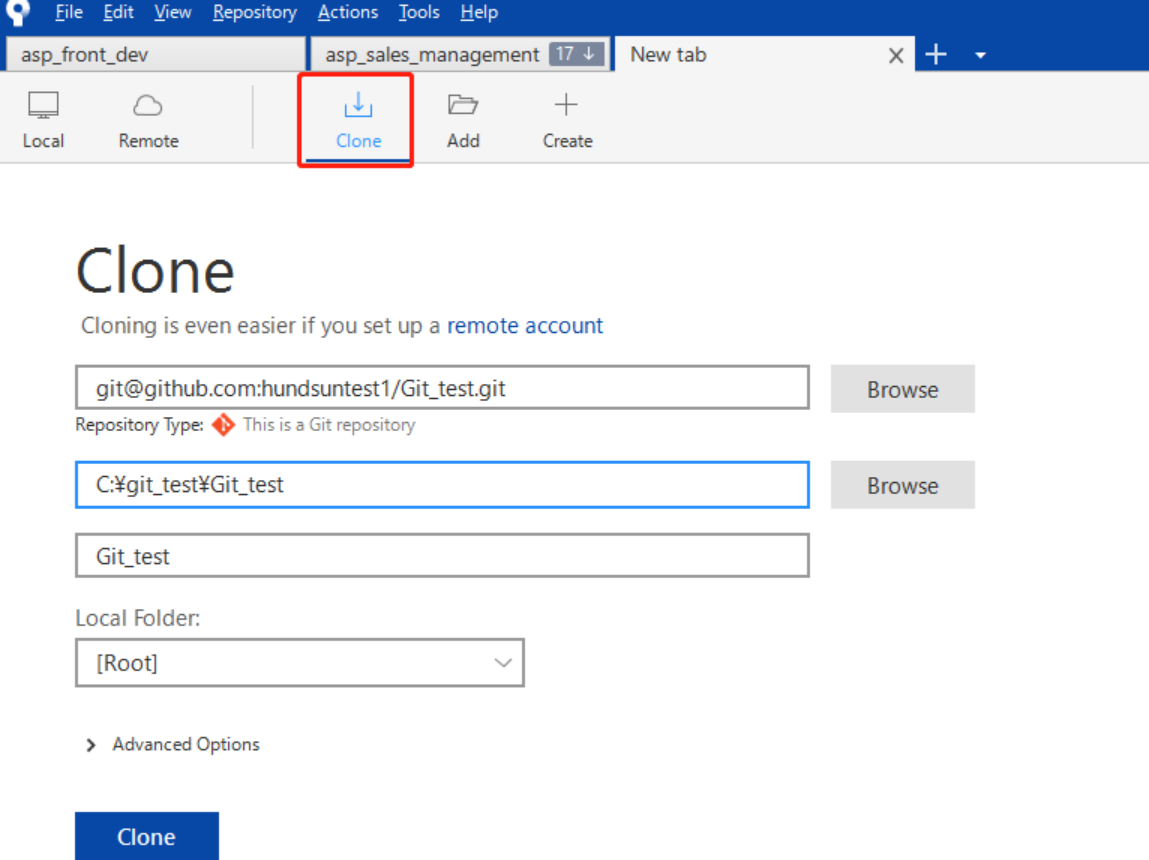 File Edit View Repository Actions Tools Help
asp_front_dev asp_sales_management 17 ↓ New tab
Local Remote Clone Add Create
Clone
Cloning is even easier if you set up a remote account
git@github.com:hundsuntest1/Git_test.git Browse
Repository Type: This is a Git repository
C:¥git_test¥Git_test Browse
Git_test
Local Folder:
[Root]
Advanced Options
Clone